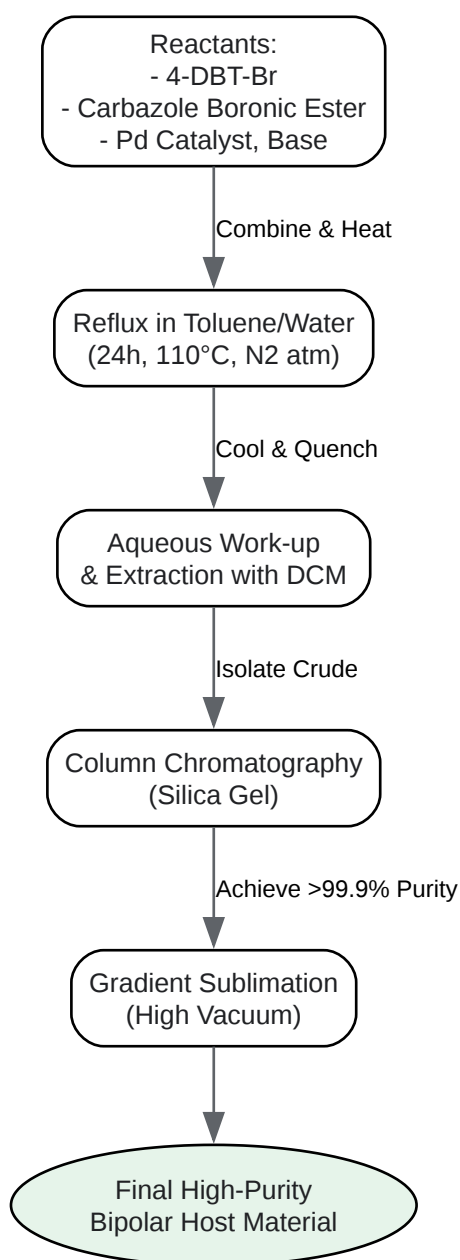 Reactants:
- 4-DBT-Br
- Carbazole Boronic Ester
- Pd Catalyst, Base
Combine & Heat
Reflux in Toluene/Water
(24h, 110°C, N2 atm)
Cool & Quench
Aqueous Work-up
& Extraction with DCM
Isolate Crude
Column Chromatography
(Silica Gel)
Achieve >99.9% Purity
Gradient Sublimation
(High Vacuum)
Final High-Purity
Bipolar Host Material